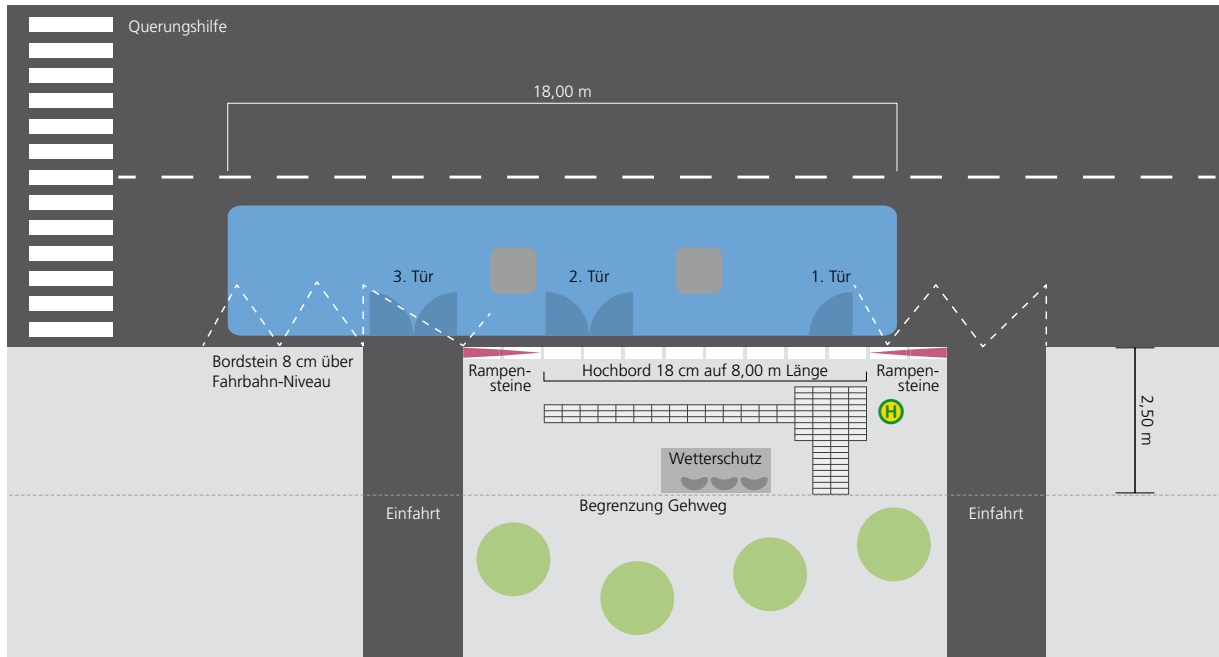 Querungshilfe
18,00 m
3. Tür
2. Tür
1. Tür
Bordstein 8 cm über
Fahrbahn-Niveau
Rampen-
steine
Hochbord 18 cm auf 8,00 m Länge
Rampen-
steine
H
2,50 m
Wetterschutz
Begrenzung Gehweg
Einfahrt
Einfahrt